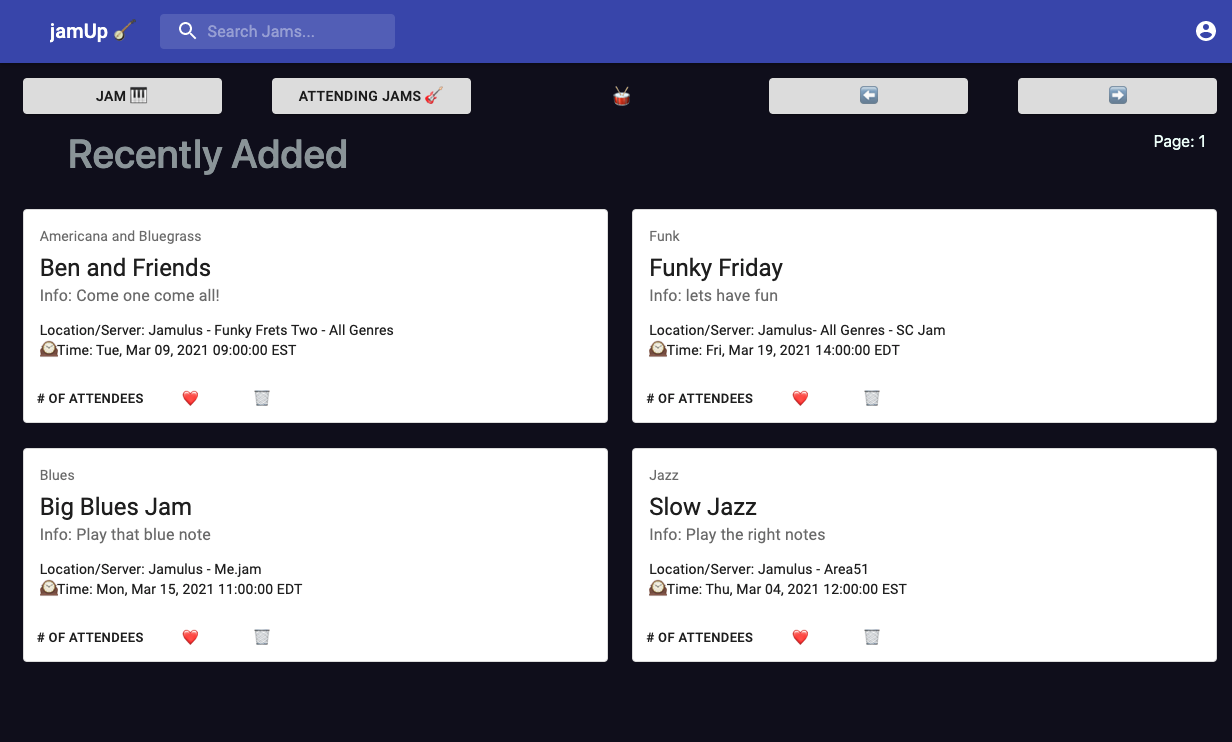 jamUp
Search Jams...
JAM
ATTENDING JAMS
Recently Added
Page: 1
Americana and Bluegrass
Ben and Friends
Info: Come one come all!
Location/Server: Jamulus - Funky Frets Two - All Genres
Time: Tue, Mar 09, 2021 09:00:00 EST
# OF ATTENDEES
Funk
Funky Friday
Info: lets have fun
Location/Server: Jamulus- All Genres - SC Jam
Time: Fri, Mar 19, 2021 14:00:00 EDT
# OF ATTENDEES
Blues
Big Blues Jam
Info: Play that blue note
Location/Server: Jamulus - Me.jam
Time: Mon, Mar 15, 2021 11:00:00 EDT
# OF ATTENDEES
Jazz
Slow Jazz
Info: Play the right notes
Location/Server: Jamulus - Area51
Time: Thu, Mar 04, 2021 12:00:00 EST
# OF ATTENDEES